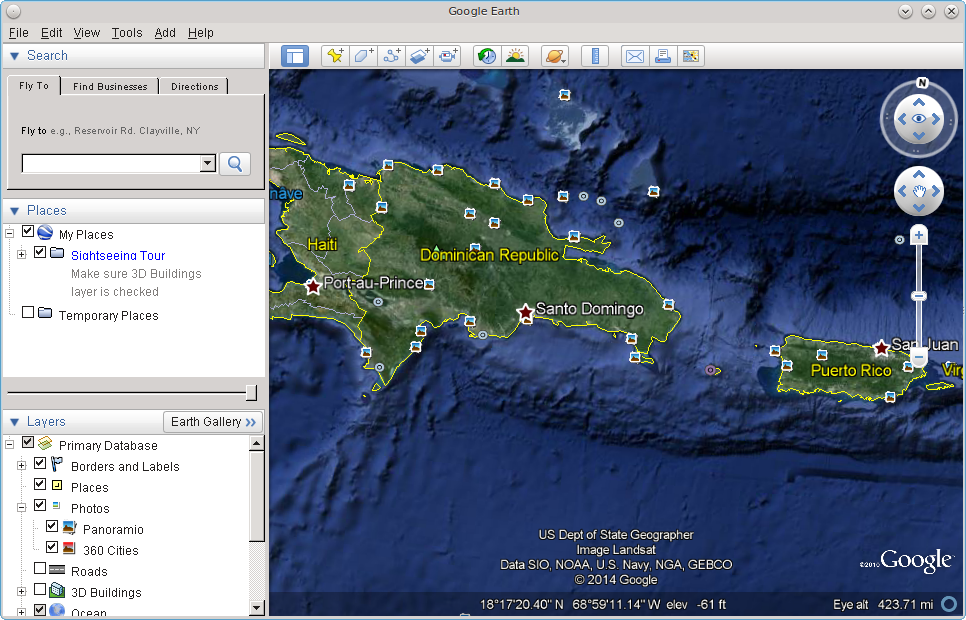 Google Earth
File Edit View Tools Add Help
Search
Fly To Find Businesses Directions
Fly to e.g., Reservoir Rd. Clayville, NY
Places
My Places
Sightseeing Tour
Make sure 3D Buildings
layer is checked
Temporary Places
Layers
Earth Gallery »
Primary Database
Borders and Labels
Places
Photos
Panoramio
360 Cities
Roads
3D Buildings
Ocean
N
Haiti
Dominican Republic
Port-au-Prince
Santo Domingo
San Juan
Puerto Rico
US Dept of State Geographer
Image Landsat
Data SIO, NOAA, U.S. Navy, NGA, GEBCO
© 2014 Google
©2010 Google
18°17'20.40" N 68°59'11.14" W elev -61 ft
Eye alt 423.71 mi